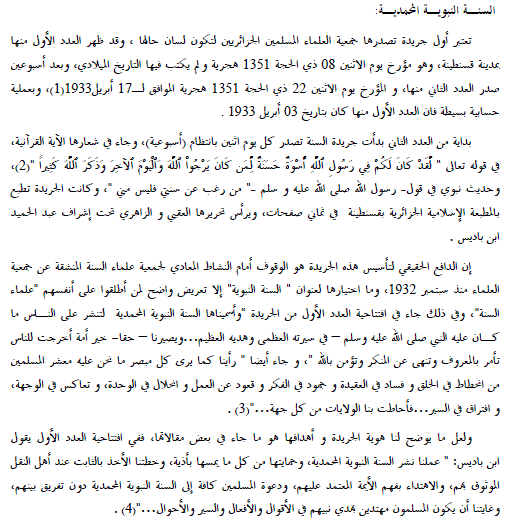 السنـة النبويـة المحمديـة:
تعتبر أول جريدة تصدرها جمعية العلماء المسلمين الجزائريين لتكون لسان حالها ، وقد ظهر العدد الأول منها
بمدينة قسنطينة، وهو مؤرخ يوم الاثنين 08 ذي الحجة 1351 هجرية و لم يكتب فيها التاريخ الميلادي، وبعد أسبوعين
صدر العدد الثاني منها، و المؤرخ يوم الاثنين 22 ذي الحجة 1351 هجرية الموافق لـ17 أبريل1933(1)، وبعملية
حسابية بسيطة فان العدد الأول منها كان بتاريخ 03 أبريل 1933 .
بداية من العدد الثاني بدأت جريدة السنة تصدر كل يوم اثنين بانتظام (أسبوعية)، وجاء في شعارها الآية القرآنية،
في قوله تعالى " لَقَدْ كَانَ لَكُمْ فِي رَسُولِ اللَّهِ أُسْوَةٌ حَسَنَةٌ لِّمَن كَانَ يَرْجُواْ اللَّهَ وَالْيَوْمَ الآخِرَ وَذَكَرَ اللَّهَ كَثِيراً "(2)،
وحديث نبوي في قول- رسول الله صلى الله عليه و سلم -" من رغب عن سنتي فليس مني "، وكانت الجريدة تطبع
بالمطبعة الإسلامية الجزائرية بقسنطينة في ثماني صفحات، ويرأس تحريرها العقبي و الزاهري تحت إشراف عبد الحميد
ابن باديس .
إن الدافع الحقيقي لتأسيس هذه الجريدة هو الوقوف أمام النشاط المعادي لجمعية علماء السنة المنشقة عن جمعية
العلماء منذ سبتمبر 1932، وما اختيارها لعنوان " السنة النبوية" إلا تعريض واضح لمن أطلقوا على أنفسهم "علماء
السنة"، وفي ذلك جاء في افتتاحية العدد الأول من الجريدة "وأسميناها السنة النبوية المحمدية لتنشر على النـاس ما
كـان عليه النبي صلى الله عليه وسلم – في سيرته العظمى وهديه العظيم...ويصيرنا – حقا- خير أمة أخرجت للناس
تأمر بالمعروف وتنهى عن المنكر وتؤمن بالله "، و جاء أيضا " رأينا كما يرى كل مبصر ما نحن عليه معشر المسلمين
من انحطاط في الخلق و فساد في العقيدة و جمود في الفكر و قعود عن العمل و انحلال في الوحدة، و تعاكس في الوجهة،
و افتراق في السير...فأحاطت بنا الولايات من كل جهة..."(3) .
ولعل ما يوضح لنا هوية الجريدة و أهدافها هو ما جاء في بعض مقالاتها، ففي افتتاحية العدد الأول يقول
ابن باديس: " عملنا نشر السنة النبوية المحمدية، وحمايتها من كل ما يمسها بأذية، وخطتنا الأخذ بالثابت عند أهل النقل
الموثوق بهم، والاهتداء بفهم الأيمة المعتمد عليهم، ودعوة المسلمين كافة إلى السنة النبوية المحمدية دون تفريق بينهم،
وغايتنا أن يكون المسلمون مهتدين بهدي نبيهم في الأقوال والأفعال والسير والأحوال..."(4) .